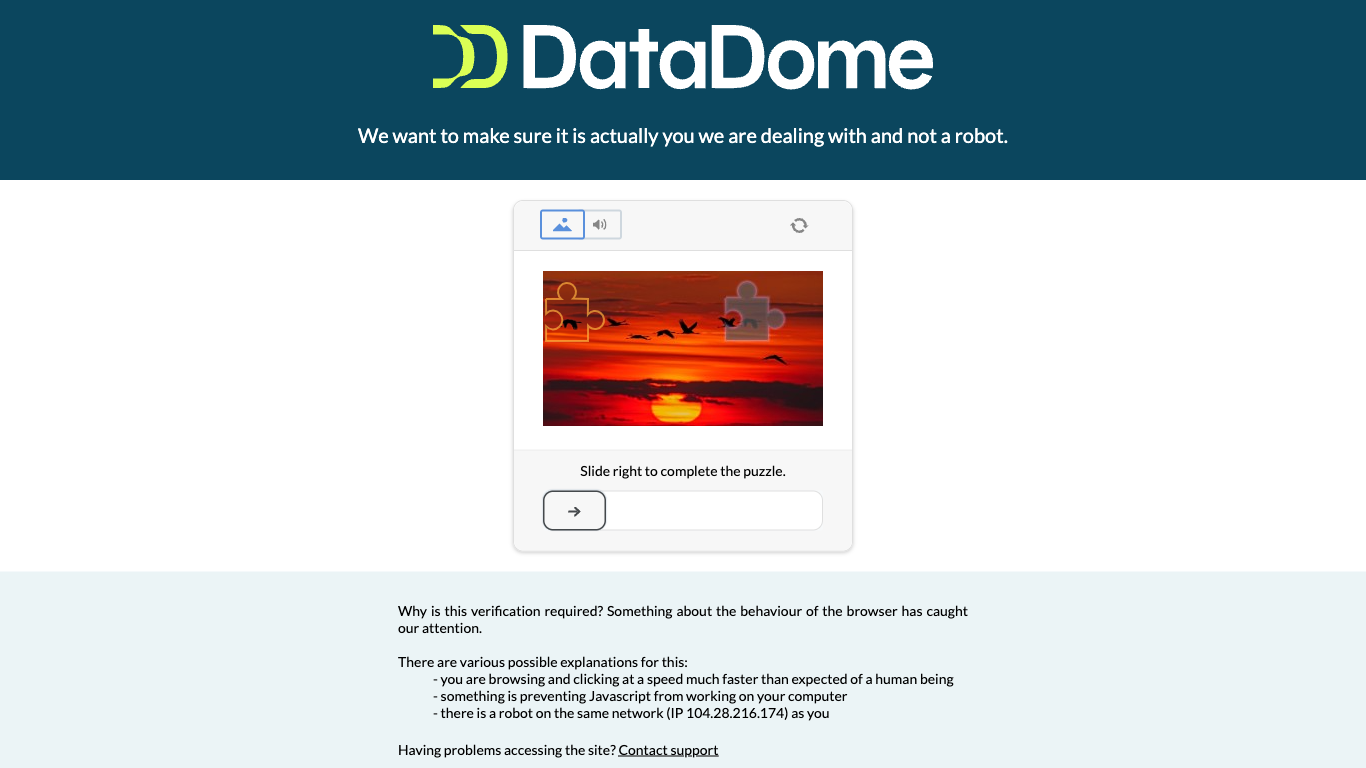 DataDome
We want to make sure it is actually you we are dealing with and not a robot.
Slide right to complete the puzzle.
Why is this verification required? Something about the behaviour of the browser has caught
our attention.
There are various possible explanations for this:
- you are browsing and clicking at a speed much faster than expected of a human being
- something is preventing Javascript from working on your computer
- there is a robot on the same network (IP 104.28.216.174) as you
Having problems accessing the site? Contact support